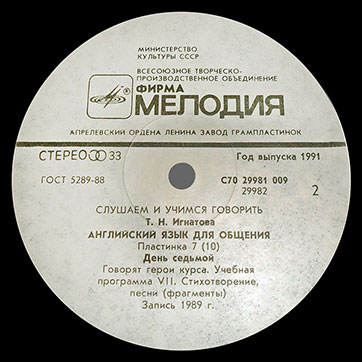 МИНИСТЕРСТВО
КУЛЬТУРЫ СССР
ВСЕСОЮЗНОЕ ТВОРЧЕСКО-
ПРОИЗВОДСТВЕННОЕ ОБЪЕДИНЕНИЕ
ФИРМА
МЕЛОДИЯ
АПРЕЛЕВСКИЙ ОРДЕНА ЛЕНИНА ЗАВОД ГРАМПЛАСТИНОК
СТЕРЕО 33
Год выпуска 1991
ГОСТ 5289-88
С70 29981 009
29982
2
СЛУШАЕМ И УЧИМСЯ ГОВОРИТЬ
Т. Н. Игнатова
АНГЛИЙСКИЙ ЯЗЫК ДЛЯ ОБЩЕНИЯ
Пластинка 7 (10)
День седьмой
Говорят герои курса. Учебная
программа VII. Стихотворение,
песни (фрагменты)
Запись 1989 г.